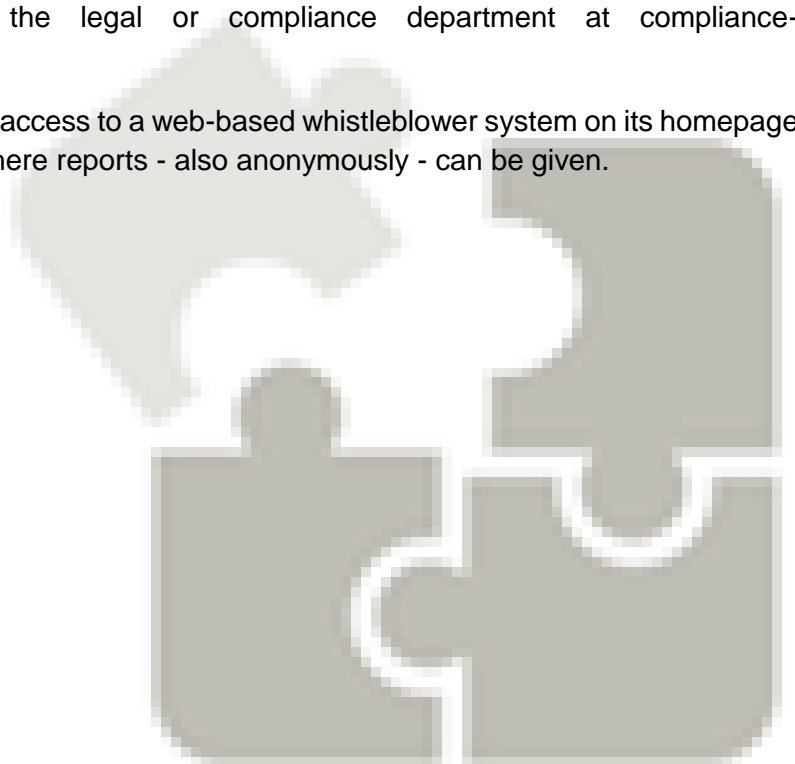 the legal or compliance department at compliance-
access to a web-based whistleblower system on its homepage
here reports - also anonymously - can be given.